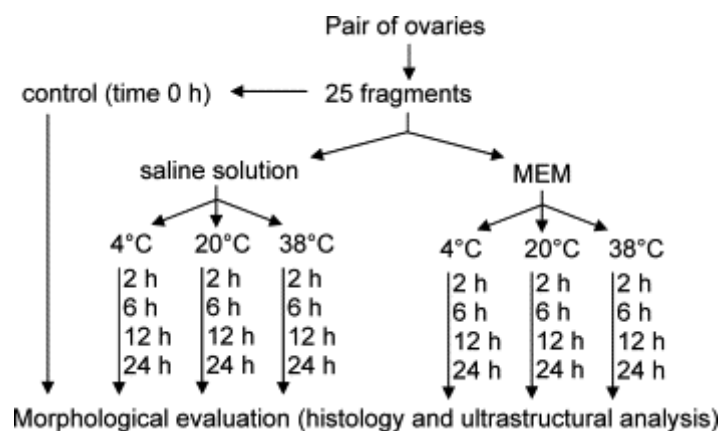 Pair of ovaries
control (time 0 h) 25 fragments
saline solution MEM
4°C 20°C 38°C 4°C 20°C 38°C
2 h 2 h 2 h 2 h 2 h 2 h
6 h 6 h 6 h 6 h 6 h 6 h
12 h 12 h 12 h 12 h 12 h 12 h
24 h 24 h 24 h 24 h 24 h 24 h
Morphological evaluation (histology and ultrastructural analysis)